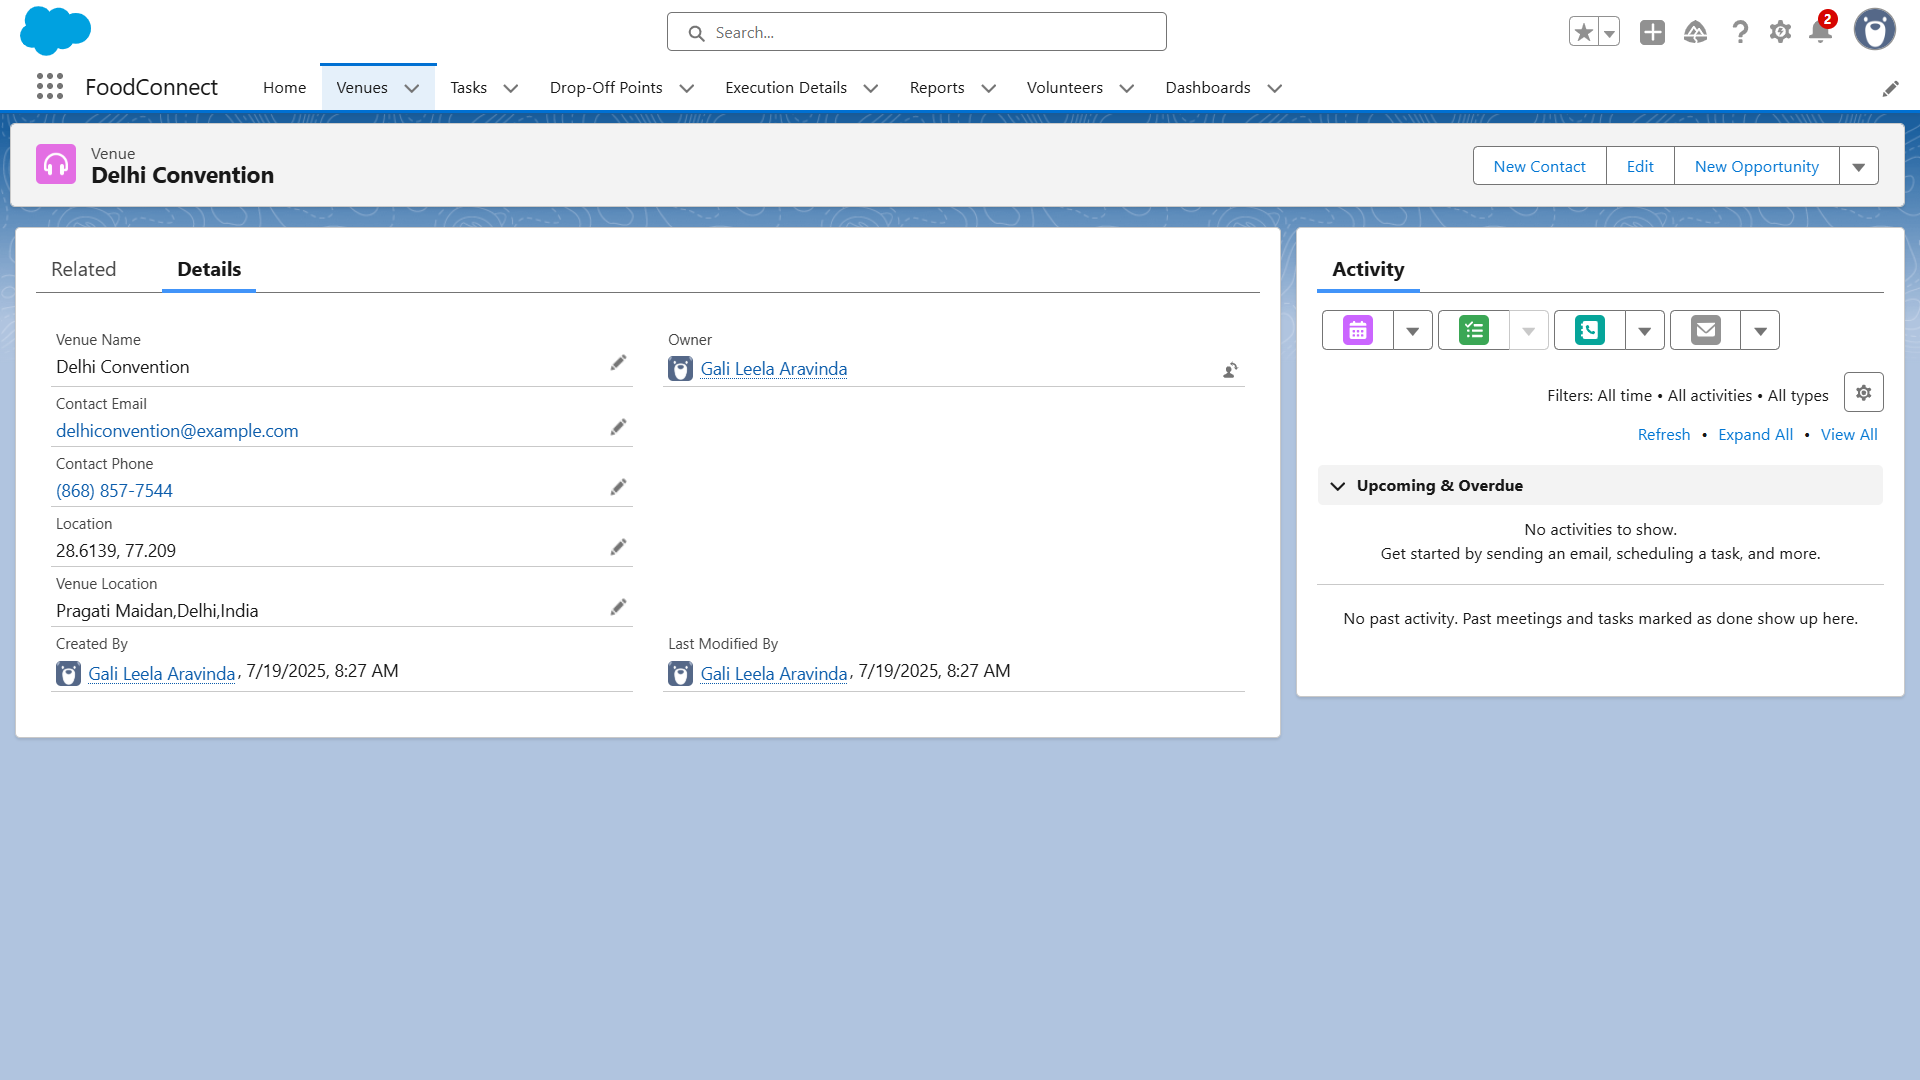 Search...
2
FoodConnect
Home
Venues
Tasks
Drop-Off Points
Execution Details
Reports
Volunteers
Dashboards
Venue
Delhi Convention
New Contact
Edit
New Opportunity
Related
Details
Venue Name
Delhi Convention
Contact Email
delhiconvention@example.com
Contact Phone
(868) 857-7544
Location
28.6139, 77.209
Venue Location
Pragati Maidan,Delhi,India
Created By
Gali Leela Aravinda, 7/19/2025, 8:27 AM
Owner
Gali Leela Aravinda
Last Modified By
Gali Leela Aravinda, 7/19/2025, 8:27 AM
Activity
Filters: All time • All activities • All types
Refresh • Expand All • View All
Upcoming & Overdue
No activities to show.
Get started by sending an email, scheduling a task, and more.
No past activity. Past meetings and tasks marked as done show up here.